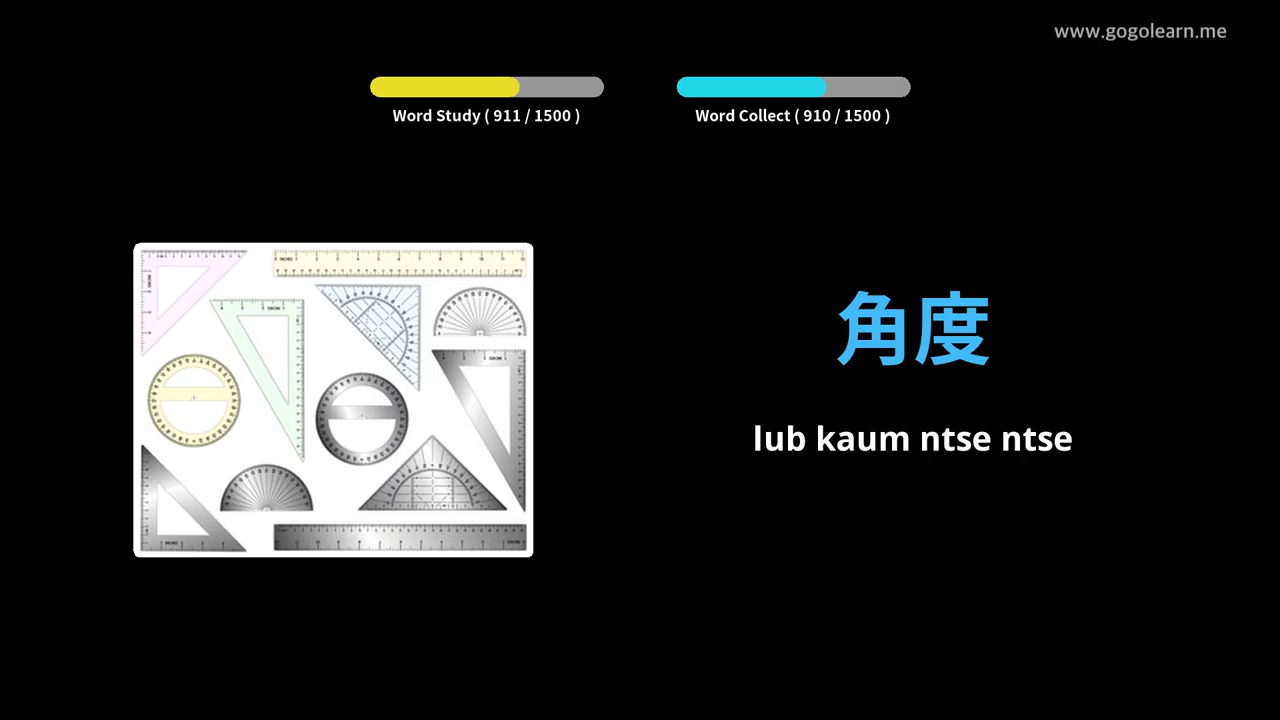 www.gogolearn.me
Word Study ( 911 / 1500 )
Word Collect ( 910 / 1500 )
角度
lub kaum ntse ntse